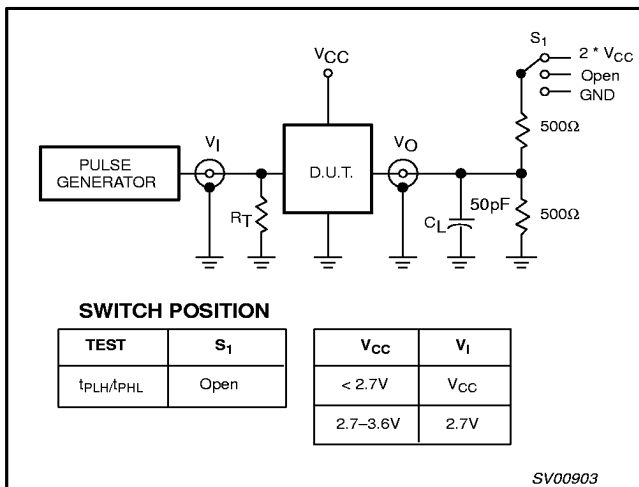 S1
2 * VCC
Open
GND
VCC
500Ω
VI
VO
PULSE
GENERATOR
D.U.T.
RT
50pF
CL
500Ω
SWITCH POSITION
TEST S1
tPLH/tPHL Open
VCC VI
< 2.7V VCC
2.7–3.6V 2.7V
SV00903